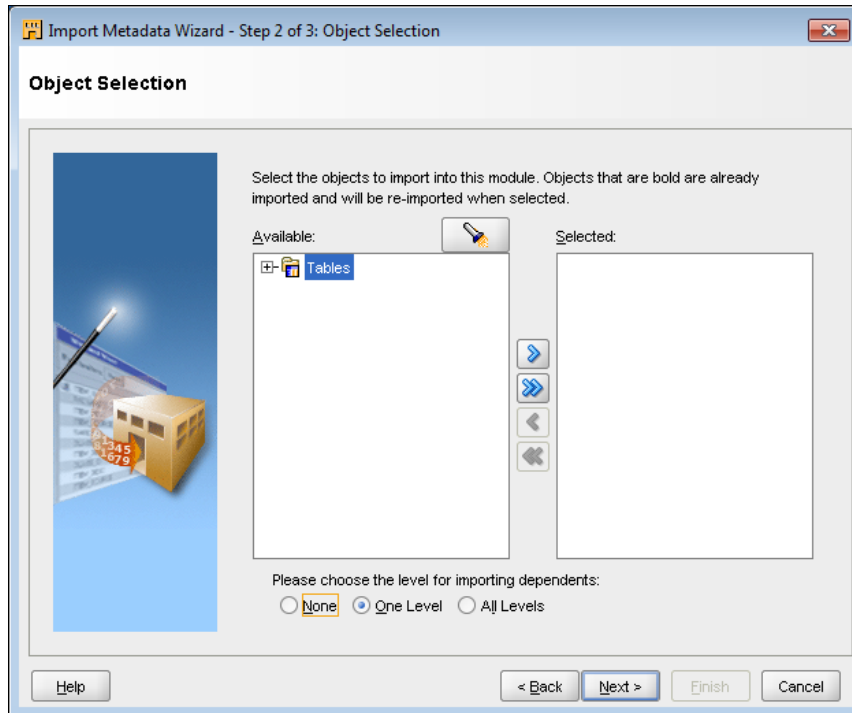 Import Metadata Wizard - Step 2 of 3: Object Selection
Object Selection
Select the objects to import into this module. Objects that are bold are already
imported and will be re-imported when selected.
Available:
Selected:
Tables
Please choose the level for importing dependents:
None One Level All Levels
Help < Back Next > Finish Cancel